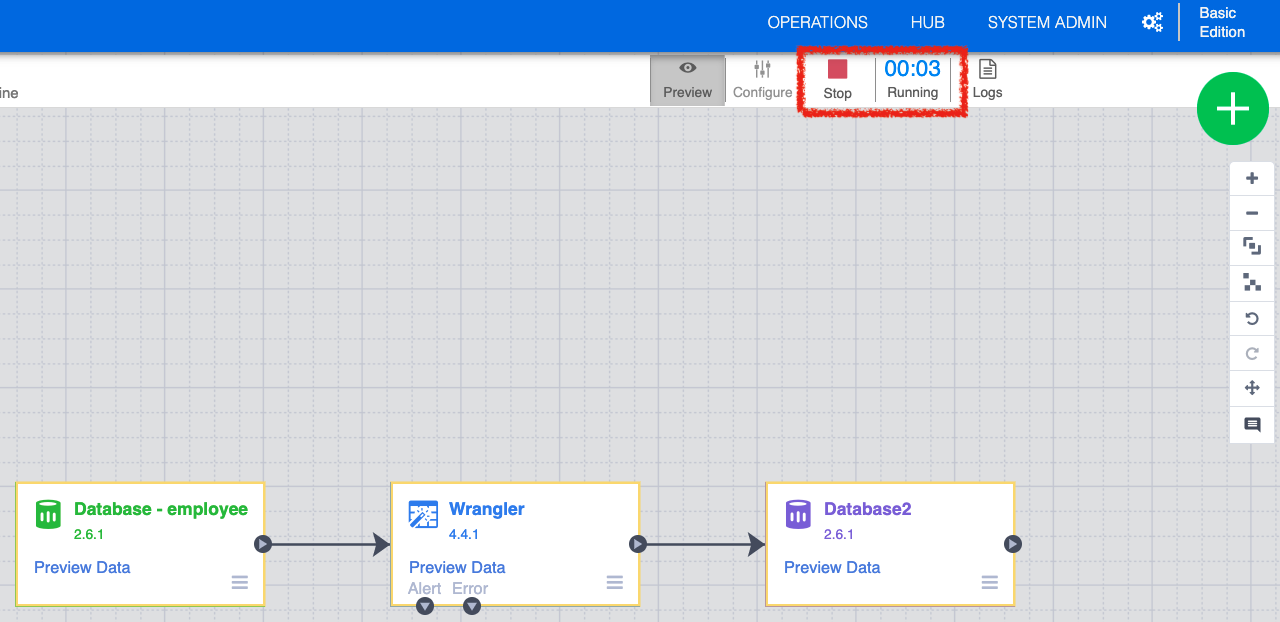 OPERATIONS HUB SYSTEM ADMIN Basic
Edition
ine
Preview Configure Stop 00:03
Running Logs
Database - employee
2.6.1
Preview Data
Wrangler
4.4.1
Preview Data
Alert Error
Database2
2.6.1
Preview Data